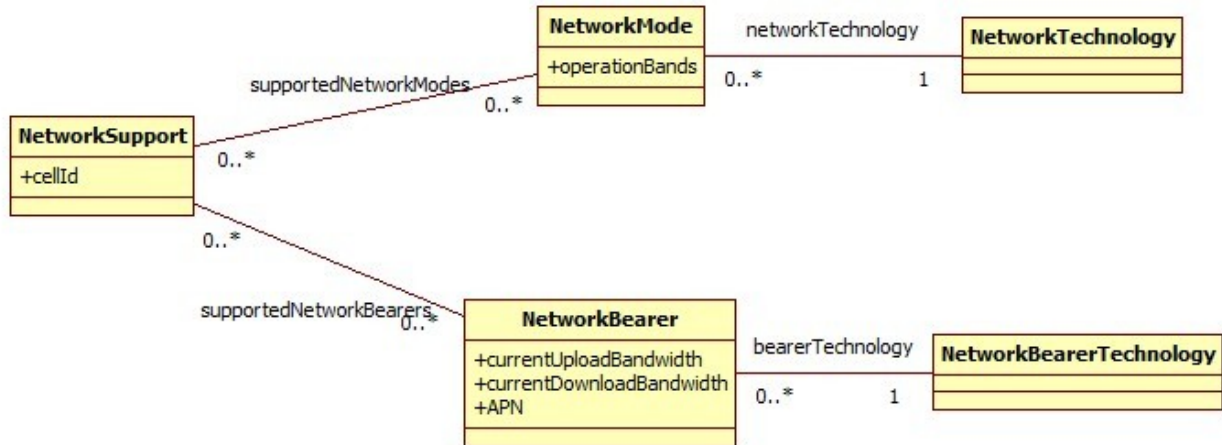 NetworkMode
+operationBands
networkTechnology
0..*
1
NetworkTechnology
supportedNetworkModes
0..*
0..*
NetworkSupport
+cellId
0..*
supportedNetworkBearers
0..*
NetworkBearer
+currentUploadBandwidth
+currentDownloadBandwidth
+APN
bearerTechnology
0..*
1
NetworkBearerTechnology